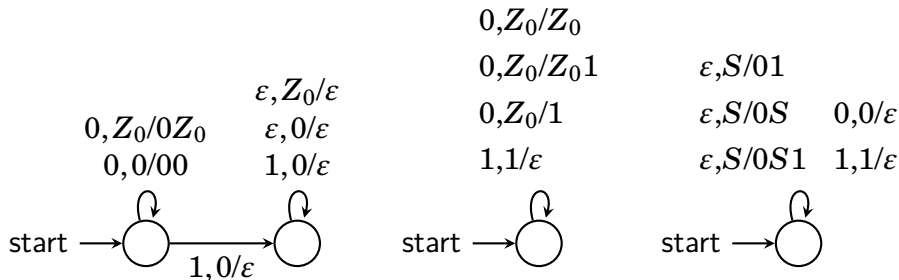 0,Z₀/0Z₀
0,0/00
ε,Z₀/ε
ε,0/ε
1,0/ε
start
1,0/ε
0,Z₀/Z₀
0,Z₀/Z₀1
0,Z₀/1
1,1/ε
start
ε,S/01
ε,S/0S
ε,S/0S1
0,0/ε
1,1/ε
start